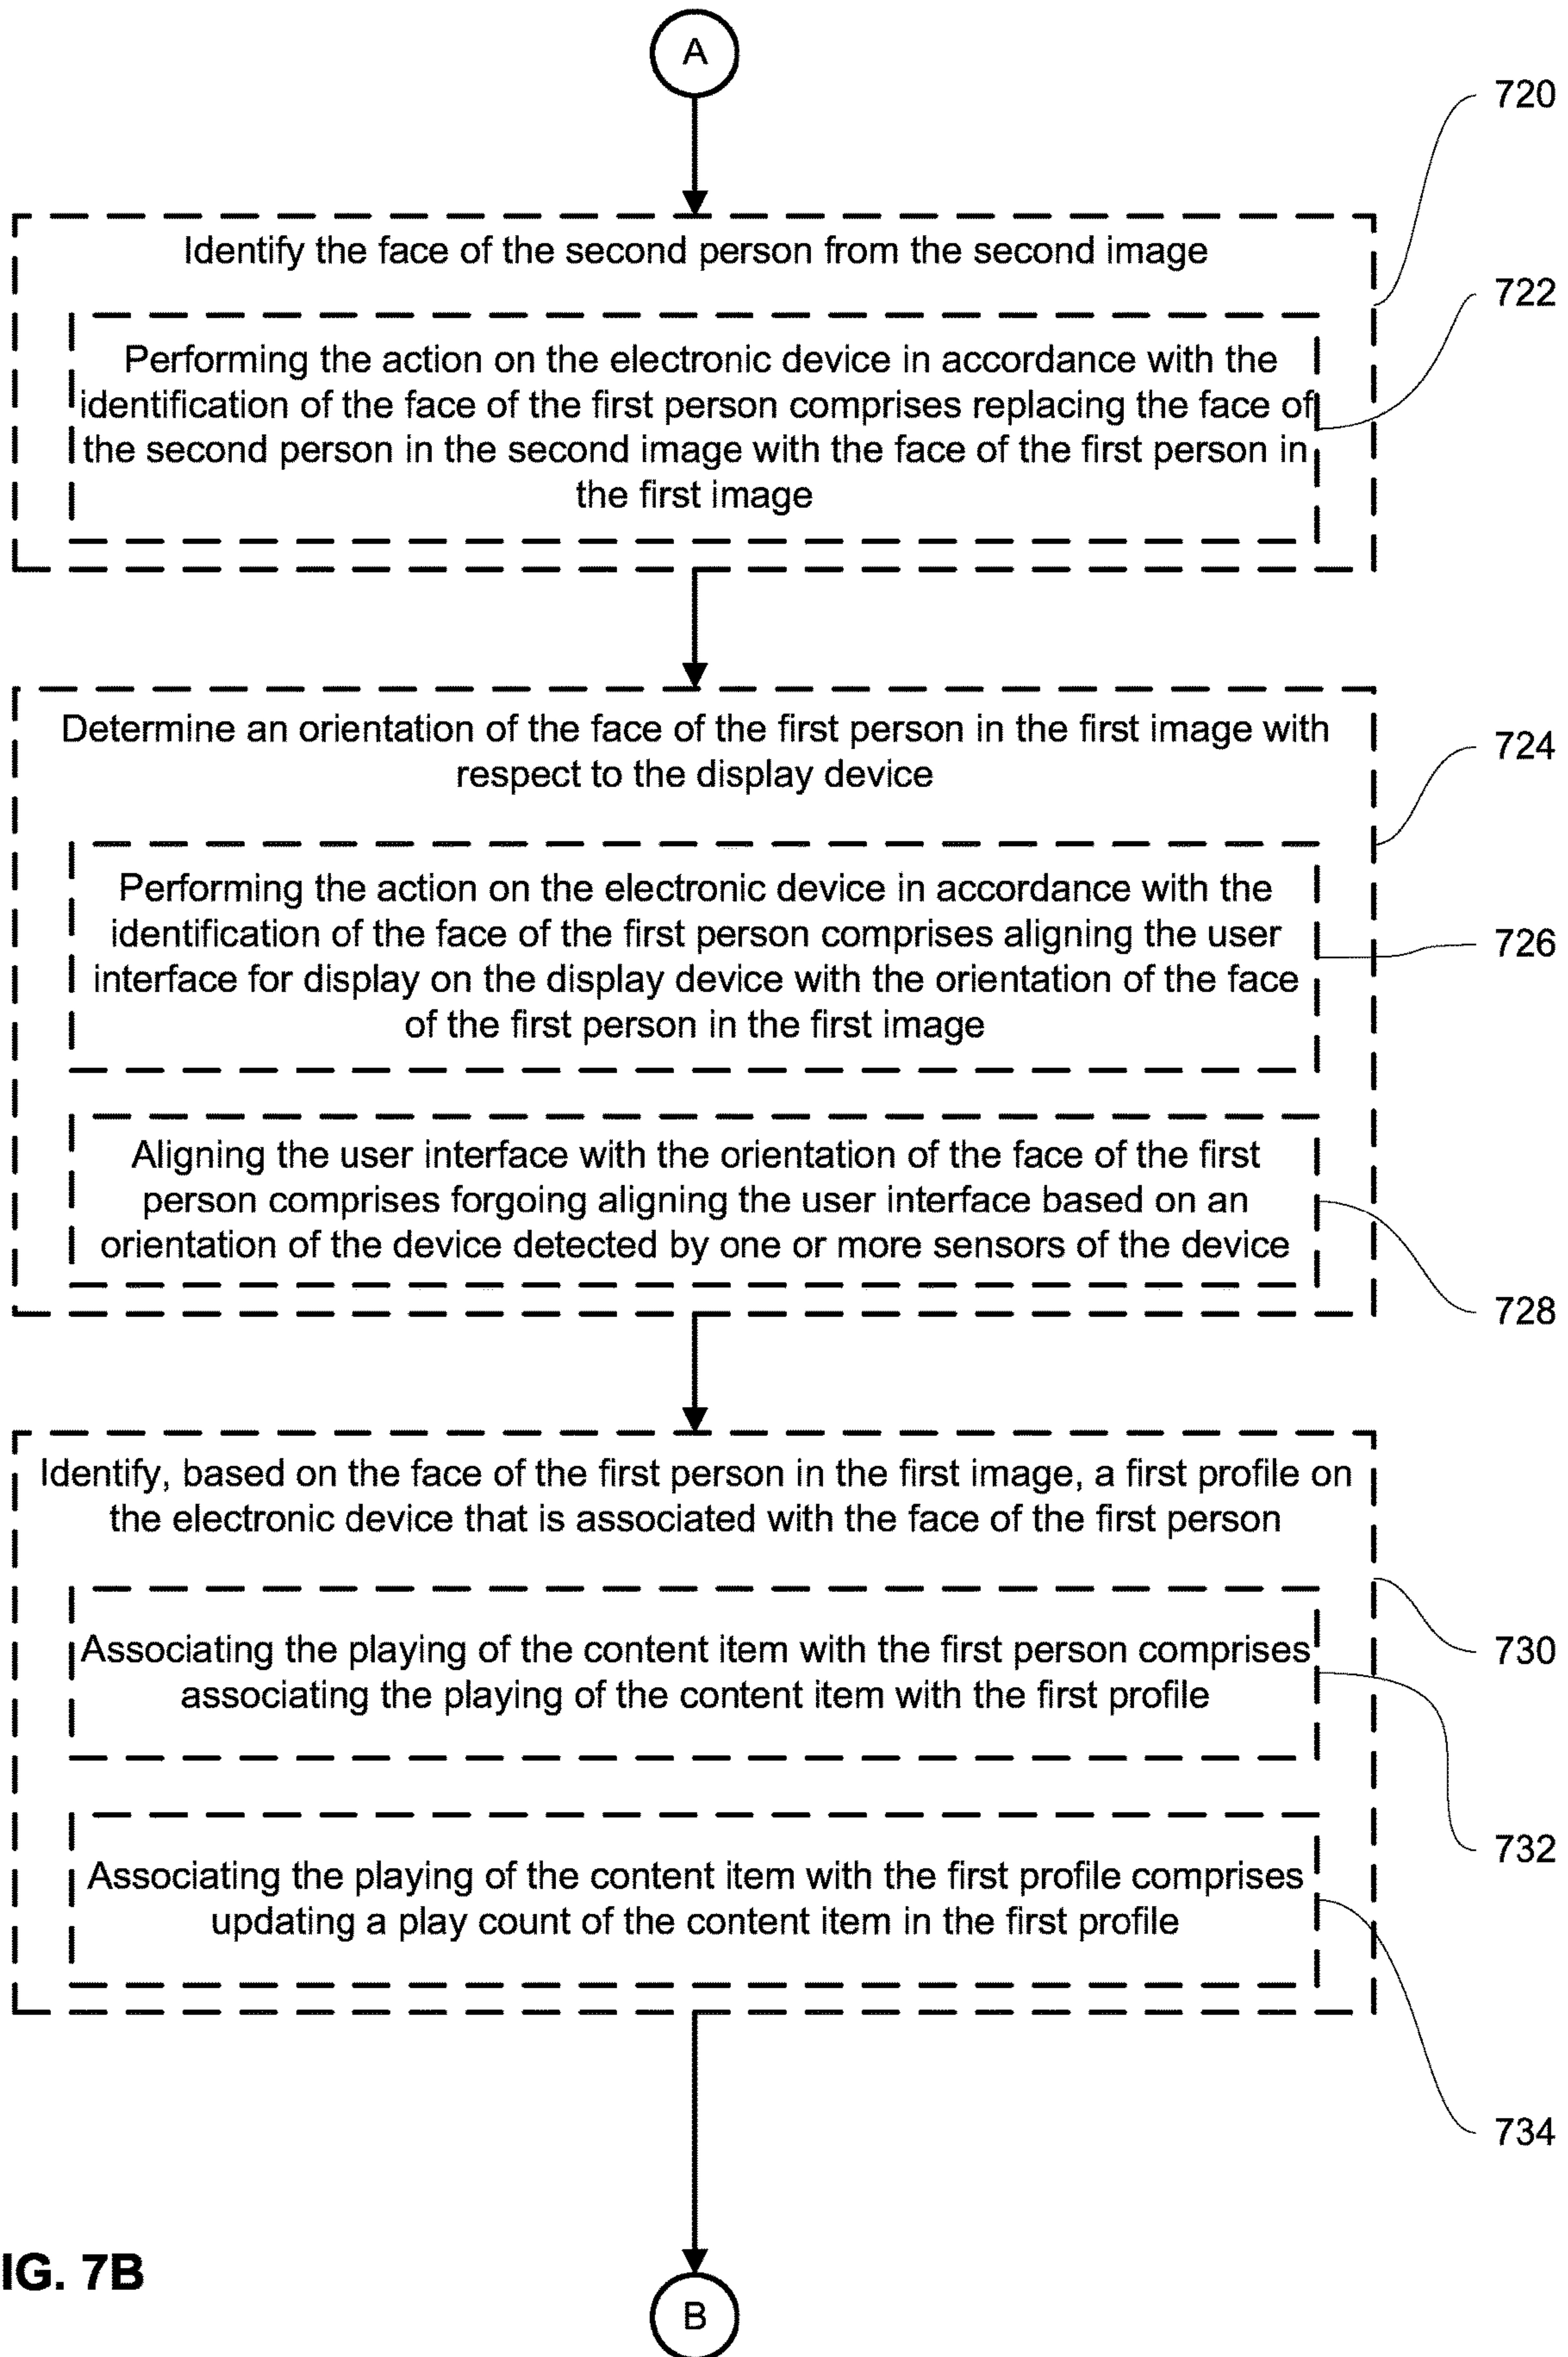 A
720
Identify the face of the second person from the second image
722
Performing the action on the electronic device in accordance with the
identification of the face of the first person comprises replacing the face of
the second person in the second image with the face of the first person in
the first image
Determine an orientation of the face of the first person in the first image with
respect to the display device
724
Performing the action on the electronic device in accordance with the
identification of the face of the first person comprises aligning the user
interface for display on the display device with the orientation of the face
of the first person in the first image
726
Aligning the user interface with the orientation of the face of the first
person comprises forgoing aligning the user interface based on an
orientation of the device detected by one or more sensors of the device
728
Identify, based on the face of the first person in the first image, a first profile on
the electronic device that is associated with the face of the first person
730
Associating the playing of the content item with the first person comprises
associating the playing of the content item with the first profile
732
Associating the playing of the content item with the first profile comprises
updating a play count of the content item in the first profile
734
IG. 7B
B